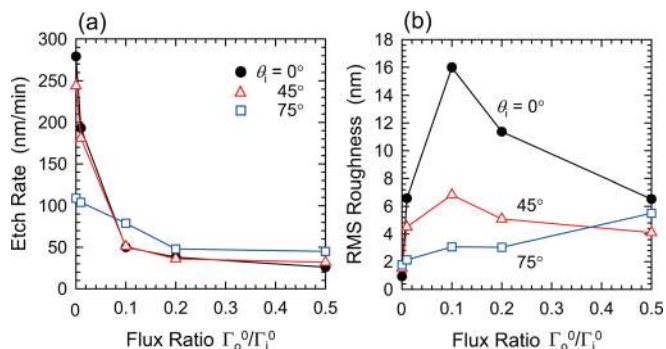 (a)
Etch Rate (nm/min)
300
250
200
150
100
50
0
θi = 0°
45°
75°
0 0.1 0.2 0.3 0.4 0.5
Flux Ratio Γo⁰/Γi⁰
(b)
RMS Roughness (nm)
18
16
14
12
10
8
6
4
2
0
θi = 0°
45°
75°
0 0.1 0.2 0.3 0.4 0.5
Flux Ratio Γo⁰/Γi⁰